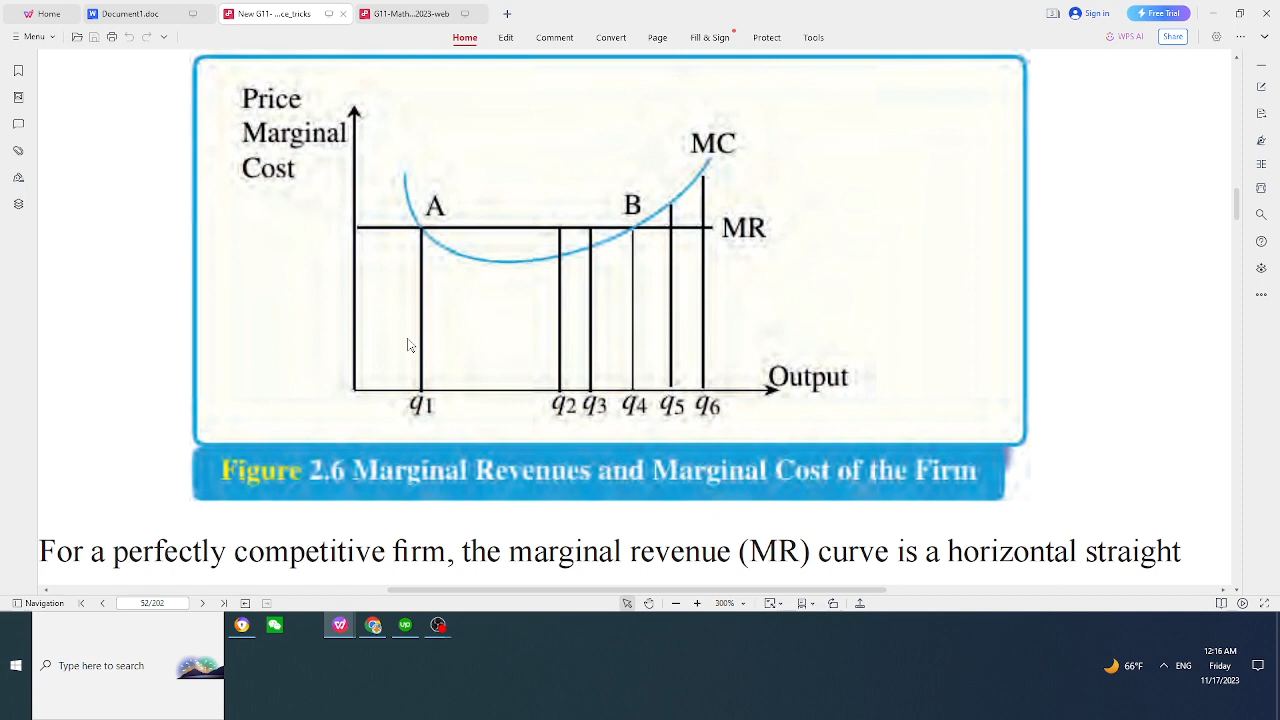 Home
Document1.doc
New G11- ...ce_tricks
G11-Math...2023-web
Sign in
Free Trial
Menu
Home
Edit
Comment
Convert
Page
Fill & Sign
Protect
Tools
WPS AI
Share
Price
Marginal
Cost
MC
A
B
MR
Output
q1 q2 q3 q4 q5 q6
Figure 2.6 Marginal Revenues and Marginal Cost of the Firm
For a perfectly competitive firm, the marginal revenue (MR) curve is a horizontal straight
Navigation
52/202
300%
up
Type here to search
66°F
ENG
12:16 AM
Friday
11/17/2023